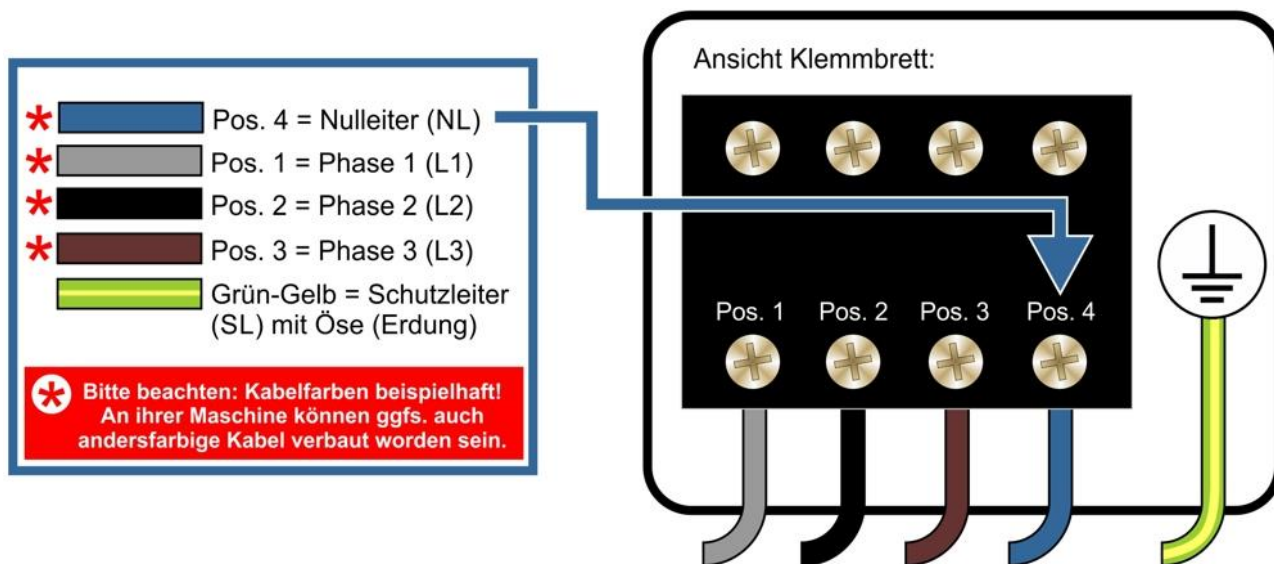 Pos. 4 = Nulleiter (NL)
* Pos. 1 = Phase 1 (L1)
* Pos. 2 = Phase 2 (L2)
* Pos. 3 = Phase 3 (L3)
Grün-Gelb = Schutzleiter
(SL) mit Öse (Erdung)
* Bitte beachten: Kabelfarben beispielhaft!
An ihrer Maschine können ggfs. auch
andersfarbige Kabel verbaut worden sein.
Ansicht Klemmbrett:
Pos. 1 Pos. 2 Pos. 3 Pos. 4